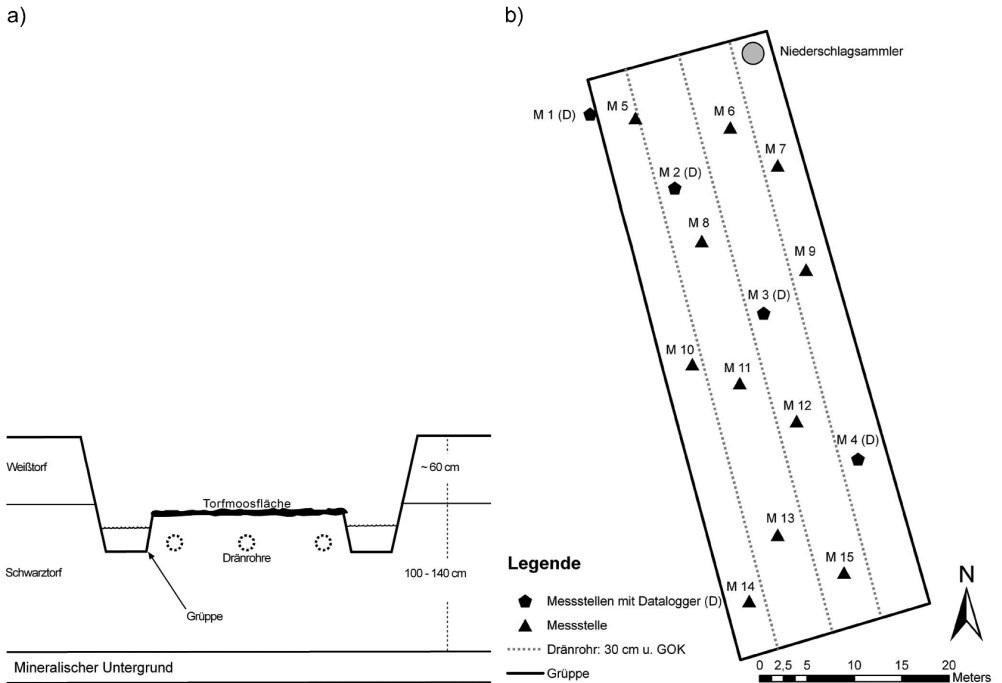 a)
Weißtorf
~ 60 cm
Torfmoosfläche
Dränrohre
Schwarztorf
100 - 140 cm
Grüppe
Mineralischer Untergrund
b)
Niederschlagsammler
M 1 (D)
M 5
M 6
M 7
M 2 (D)
M 8
M 9
M 3 (D)
M 10
M 11
M 12
M 4 (D)
M 13
M 15
M 14
Legende
Messstellen mit Datalogger (D)
Messstelle
Dränrohr: 30 cm u. GOK
Grüppe
N
0 2,5 5 10 15 20
Meters